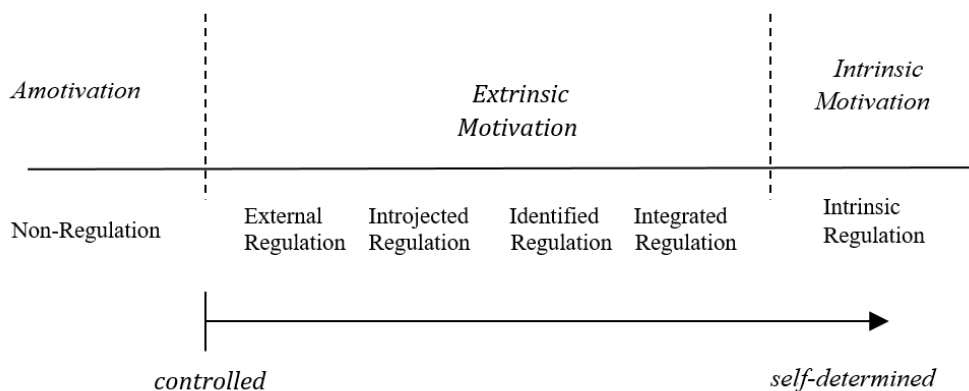 Amotivation
Extrinsic
Motivation
Intrinsic
Motivation
Non-Regulation
External
Regulation
Introjected
Regulation
Identified
Regulation
Integrated
Regulation
Intrinsic
Regulation
controlled
self-determined